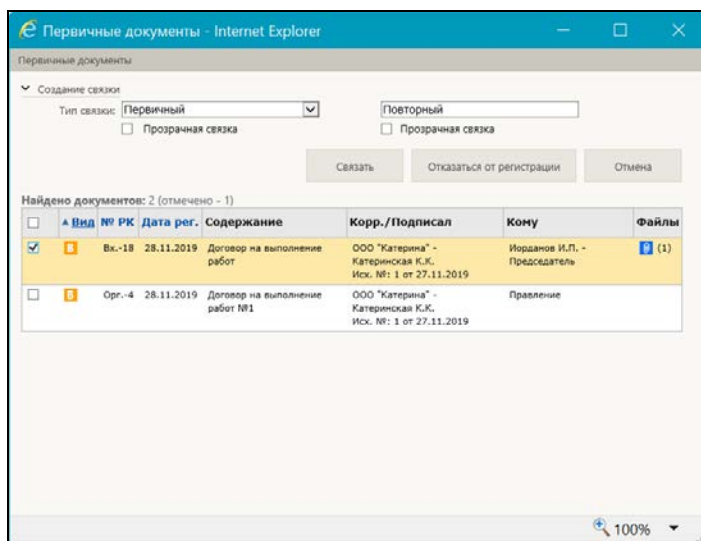 Первичные документы - Internet Explorer
Первичные документы
Создание связки
Тип связки: Первичный Повторный
Прозрачная связка Прозрачная связка
Связать Отказаться от регистрации Отмена
Найдено документов: 2 (отмечено - 1)
Вид № РК Дата рег. Содержание Корр./Подписал Кому Файлы
В Вх.-18 28.11.2019 Договор на выполнение ООО "Катерина" - Иорданов И.П. - (1)
работ Катеринская К.К. Председатель
Исх. №: 1 от 27.11.2019
В Орг.-4 28.11.2019 Договор на выполнение ООО "Катерина" - Правление
работ №1 Катеринская К.К.
Исх. №: 1 от 27.11.2019
100%